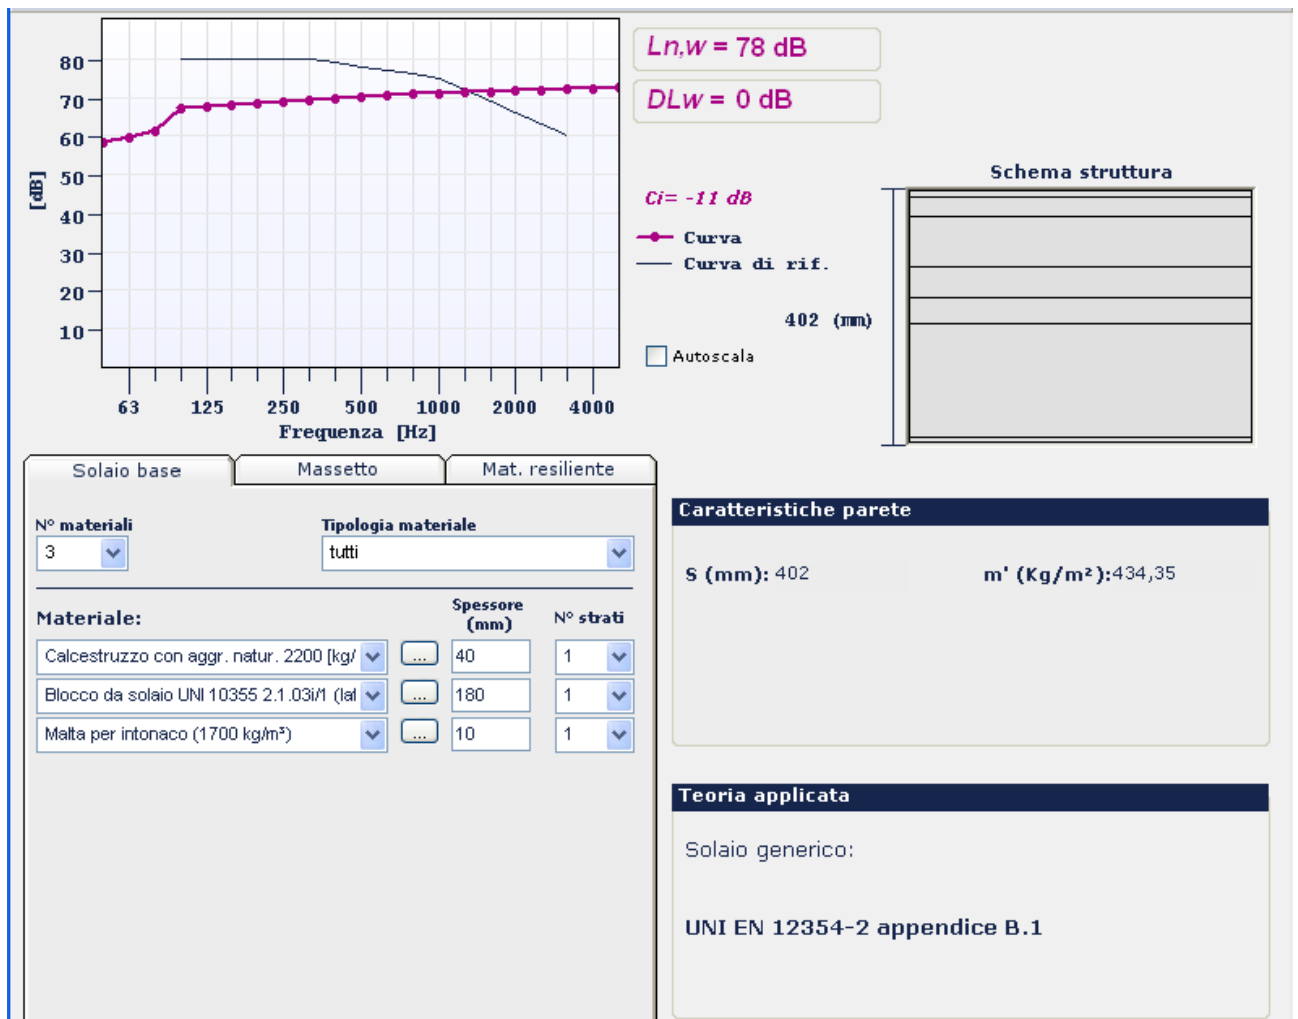 Ln,w = 78 dB
DLw = 0 dB
80
70
60
50
40
30
20
10
[dB]
63 125 250 500 1000 2000 4000
Frequenza [Hz]
Ci= -11 dB
Curva
Curva di rif.
402 (mm)
Autoscala
Schema struttura
Solaio base Massetto Mat. resiliente
N° materiali Tipologia materiale
3 tutti
Materiale: Spessore (mm) N° strati
Calcestruzzo con aggr. natur. 2200 [kg/ ... 40 1
Blocco da solaio UNI 10355 2.1.03i/1 (lat ... 180 1
Malta per intonaco (1700 kg/m³) ... 10 1
Caratteristiche parete
S (mm): 402 m' (Kg/m²):434,35
Teoria applicata
Solaio generico:
UNI EN 12354-2 appendice B.1